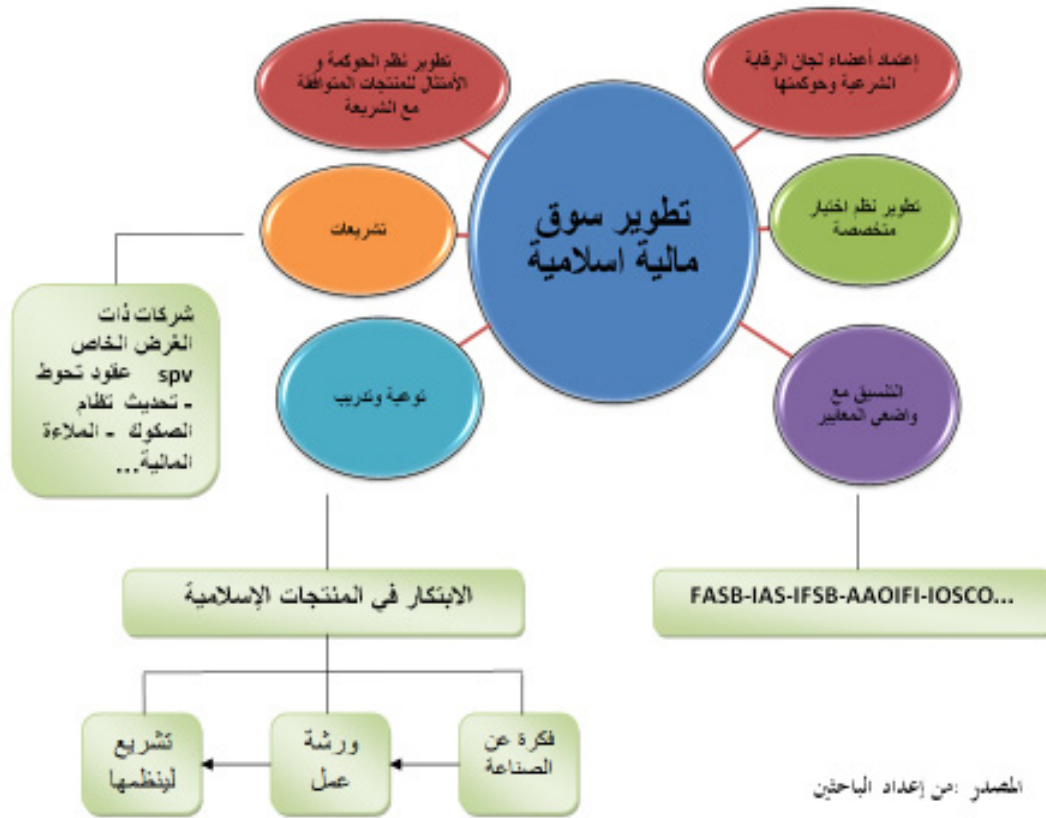 تطوير نظم الحوكمة و
الأمتثال للمنتجات المتوافقة
مع الشريعة
إعتماد أعضاء لجان الرقابة
الشرعية وحوكمتها
تطوير سوق
مالية اسلامية
تشريعات
تطوير نظم اختبار
متخصصة
توعية وتدريب
التنسيق مع
واضعي المعايير
شركات ذات
الغرض الخاص
spv عقود تحوط
- تحديث نظام
الصكوك - الملاءة
المالية...
الابتكار في المنتجات الإسلامية
FASB-IAS-IFSB-AAOIFI-IOSCO...
فكرة عن
الصناعة
ورشة
عمل
تشريع
لينظمها
المصدر :من إعداد الباحثين